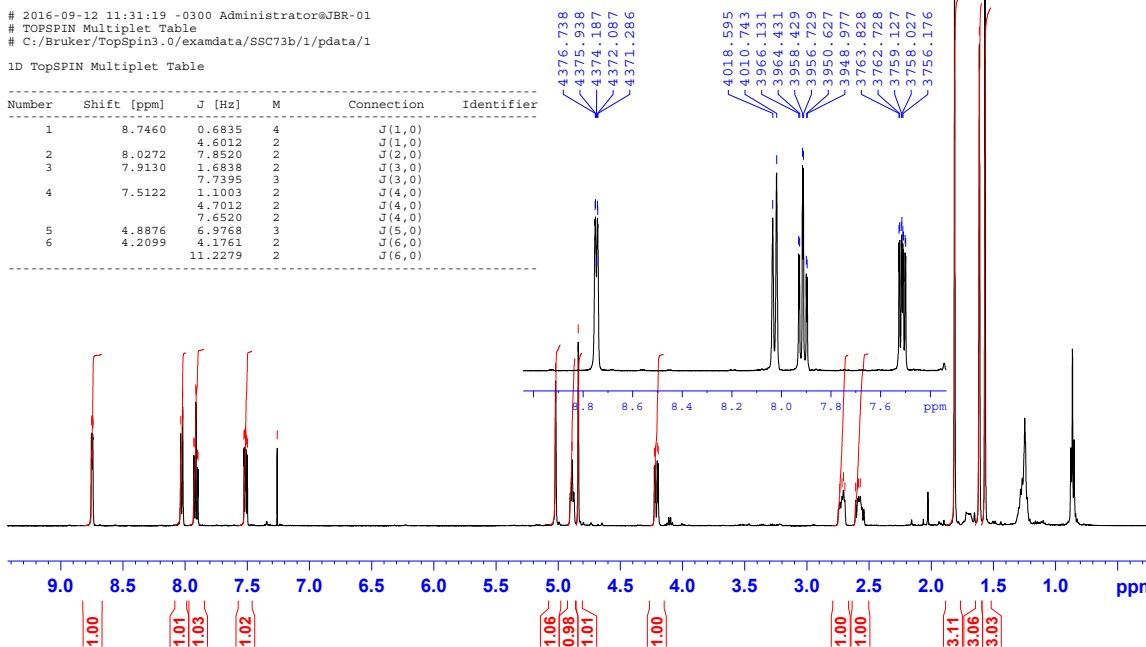 # 2016-09-12 11:31:19 -0300 Administrator@JBR-01
# TOPSPIN Multiplet Table
# C:/Bruker/TopSpin3.0/examdata/SSC73b/1/pdata/1
1D TopSPIN Multiplet Table
Number Shift [ppm] J [Hz] M Connection Identifier
1 8.7460 0.6835 4 J(1,0)
4.6012 2 J(1,0)
2 8.0272 7.8520 2 J(2,0)
3 7.9130 1.6838 2 J(3,0)
7.7395 3 J(3,0)
4 7.5122 1.1003 2 J(4,0)
4.7012 2 J(4,0)
7.6520 2 J(4,0)
5 4.8876 6.9768 3 J(5,0)
6 4.2099 4.1761 2 J(6,0)
11.2279 2 J(6,0)
4376.738
4375.938
4374.187
4372.087
4371.286
4018.595
4010.743
3966.131
3964.431
3958.429
3956.729
3950.627
3948.977
3763.828
3762.728
3759.127
3758.027
3756.176
8.8 8.6 8.4 8.2 8.0 7.8 7.6 ppm
9.0 8.5 8.0 7.5 7.0 6.5 6.0 5.5 5.0 4.5 4.0 3.5 3.0 2.5 2.0 1.5 1.0 ppm
1.00
1.01
1.03
1.02
1.06
0.98
1.01
1.00
1.00
1.00
3.11
3.06
3.03